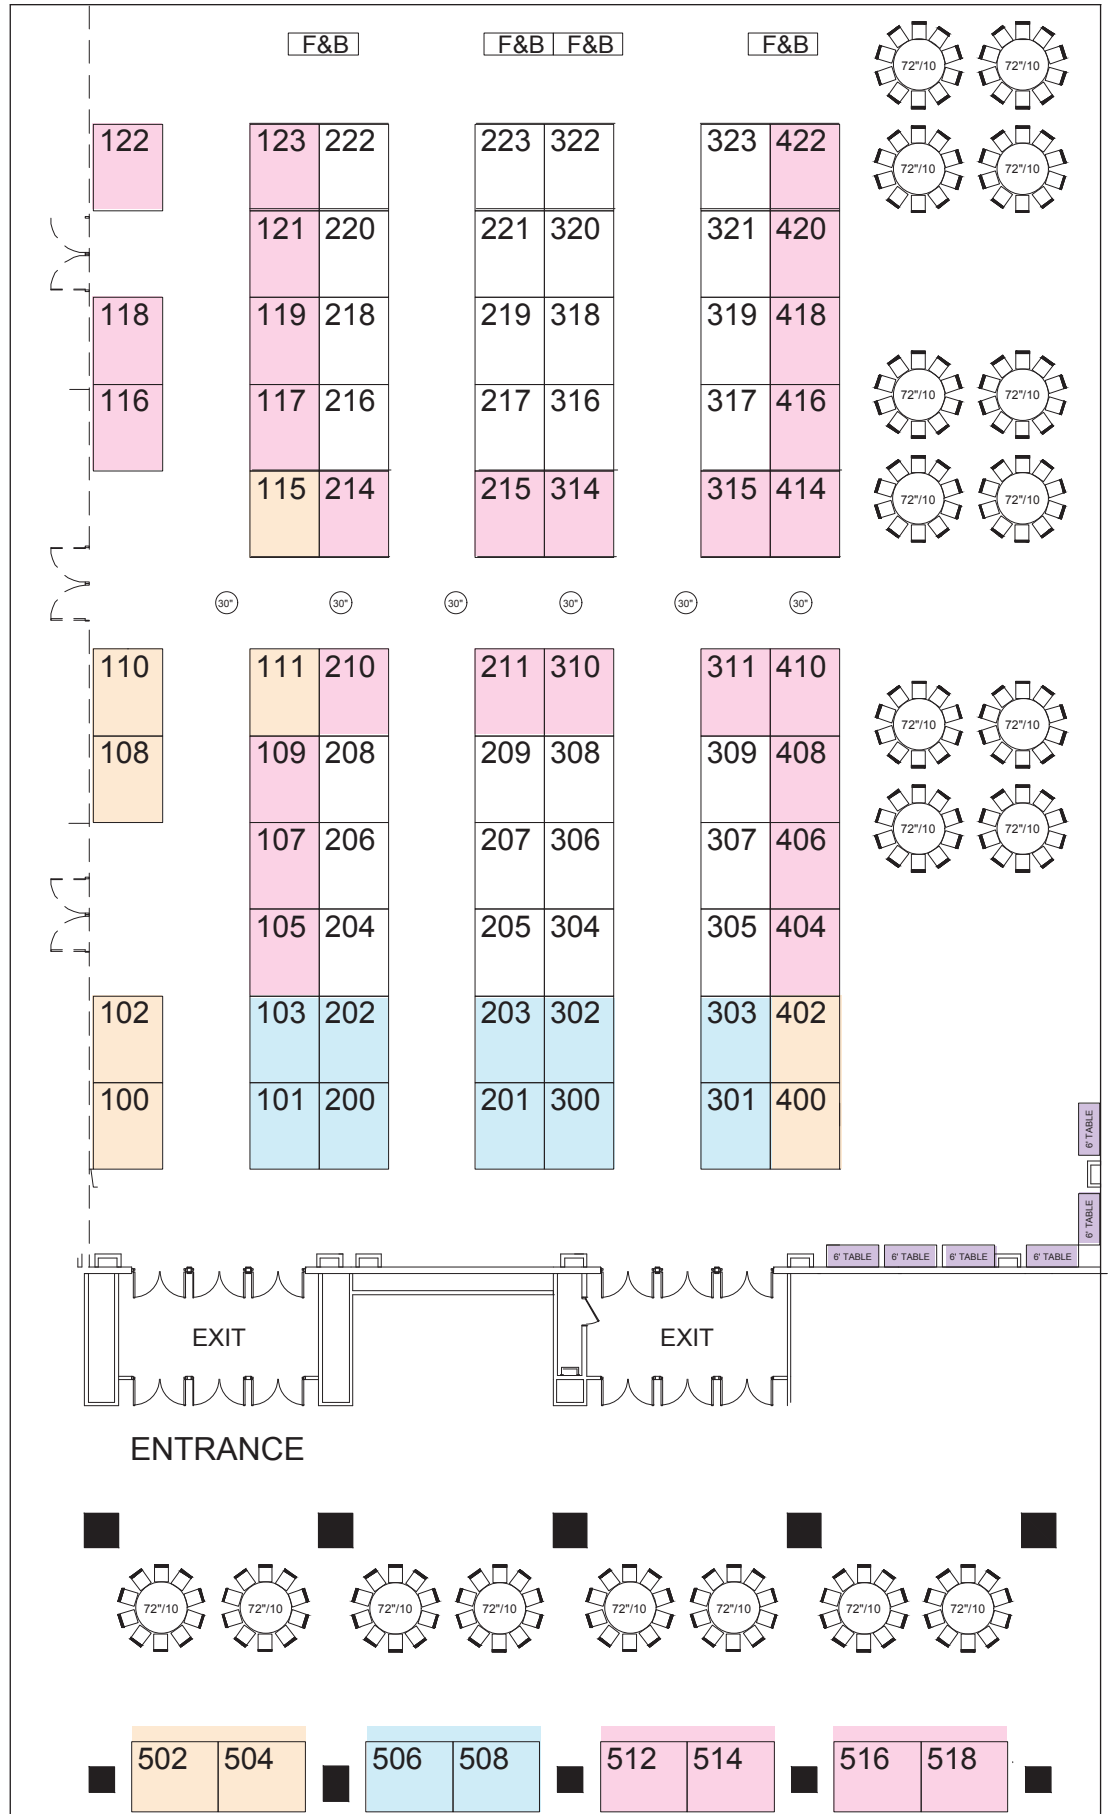 F&B F&B F&B F&B
72"/10 72"/10
122 123 222 223 322 323 422
72"/10 72"/10
121 220 221 320 321 420
118 119 218 219 318 319 418
116 117 216 217 316 317 416
72"/10 72"/10
115 214 215 314 315 414
72"/10 72"/10
30" 30" 30" 30" 30" 30"
110 111 210 211 310 311 410
72"/10 72"/10
108 109 208 209 308 309 408
107 206 207 306 307 406
72"/10 72"/10
105 204 205 304 305 404
102 103 202 203 302 303 402
100 101 200 201 300 301 400
6' TABLE
6' TABLE
6' TABLE 6' TABLE 6' TABLE 6' TABLE
EXIT EXIT
ENTRANCE
72"/10 72"/10 72"/10 72"/10 72"/10 72"/10 72"/10 72"/10
502 504 506 508 512 514 516 518